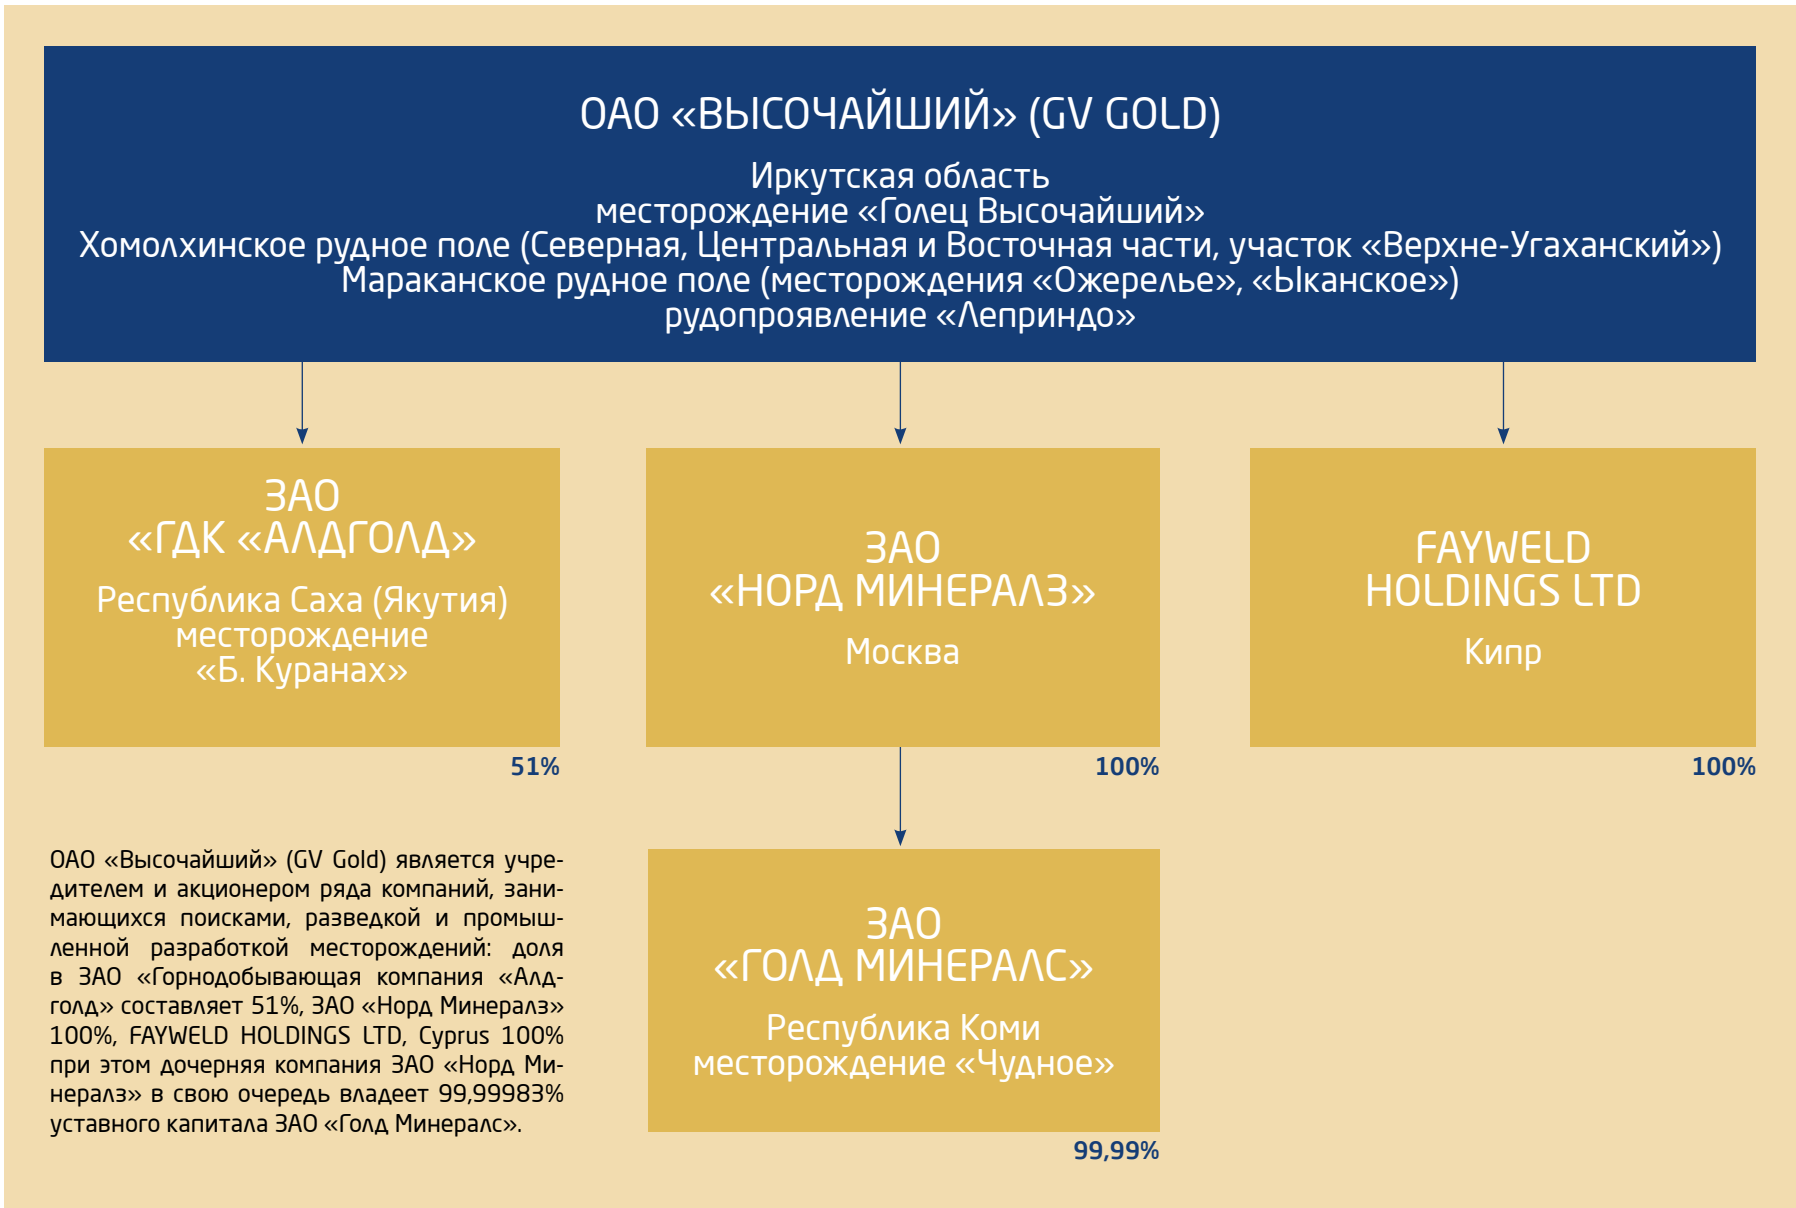 ОАО «ВЫСОЧАЙШИЙ» (GV GOLD)
Иркутская область
месторождение «Голец Высочайший»
Хомолхинское рудное поле (Северная, Центральная и Восточная части, участок «Верхне-Угаханский»)
Мараканское рудное поле (месторождения «Ожерелье», «Ыканское»)
рудопроявление «Леприндо»
ЗАО
«ГДК «АЛДГОЛД»
Республика Саха (Якутия)
месторождение
«Б. Куранах»
51%
ЗАО
«НОРД МИНЕРАЛЗ»
Москва
100%
FAYWELD
HOLDINGS LTD
Кипр
100%
ОАО «Высочайший» (GV Gold) является учре-
дителем и акционером ряда компаний, зани-
мающихся поисками, разведкой и промыш-
ленной разработкой месторождений: доля
в ЗАО «Горнодобывающая компания «Алд-
голд» составляет 51%, ЗАО «Норд Минералз»
100%, FAYWELD HOLDINGS LTD, Cyprus 100%
при этом дочерняя компания ЗАО «Норд Ми-
нералз» в свою очередь владеет 99,99983%
уставного капитала ЗАО «Голд Минералс».
ЗАО
«ГОЛД МИНЕРАЛС»
Республика Коми
месторождение «Чудное»
99,99%